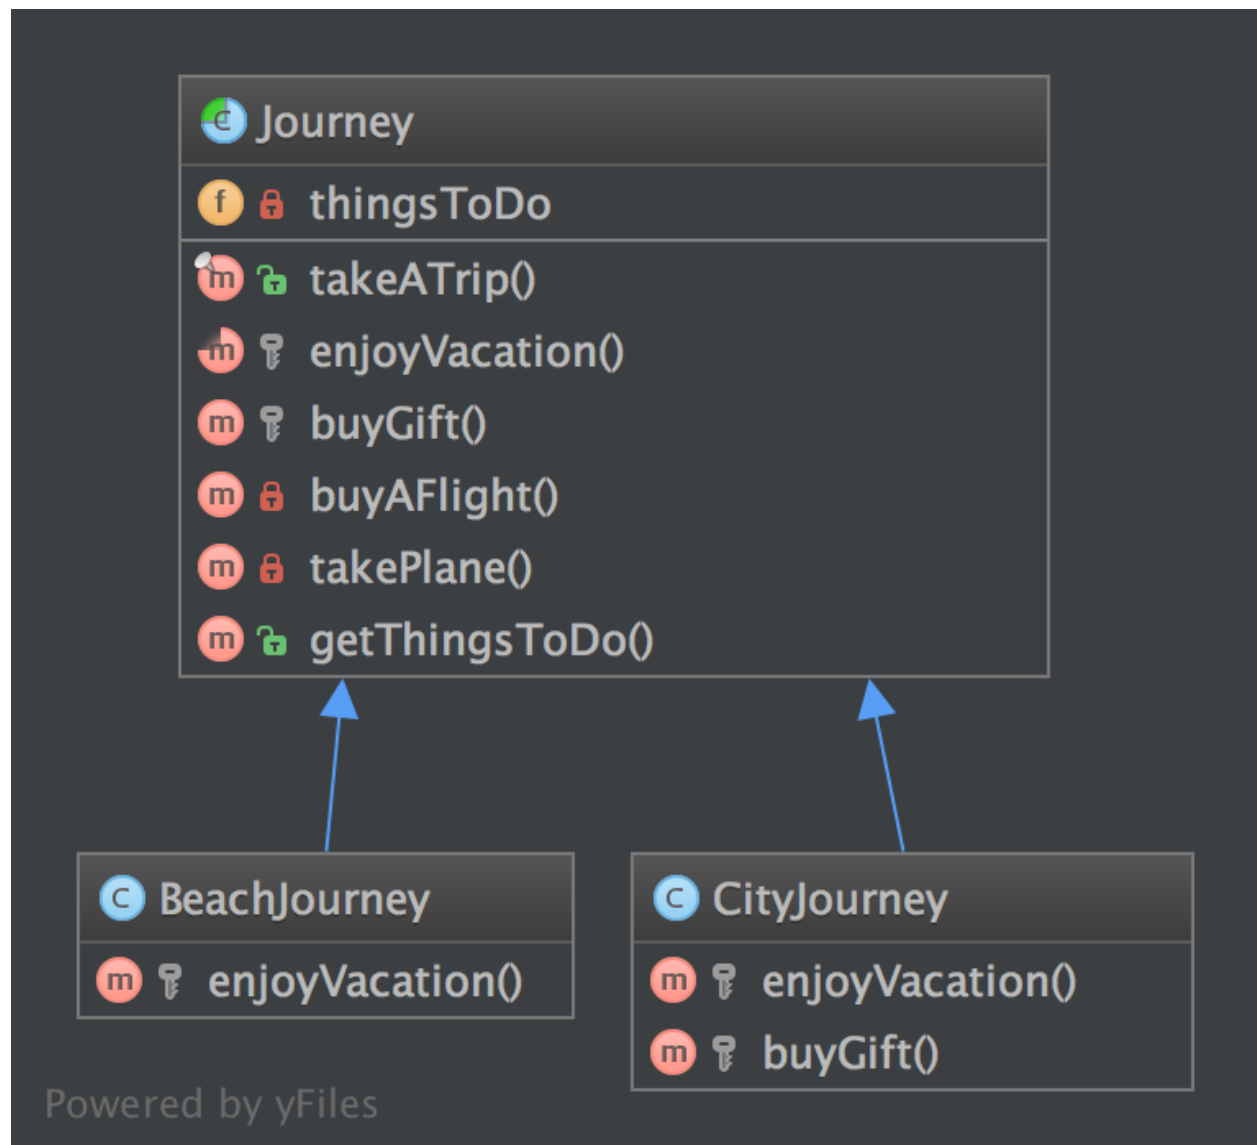 Journey
thingsToDo
takeATrip()
enjoyVacation()
buyGift()
buyAFlight()
takePlane()
getThingsToDo()
BeachJourney
enjoyVacation()
CityJourney
enjoyVacation()
buyGift()
Powered by yFiles